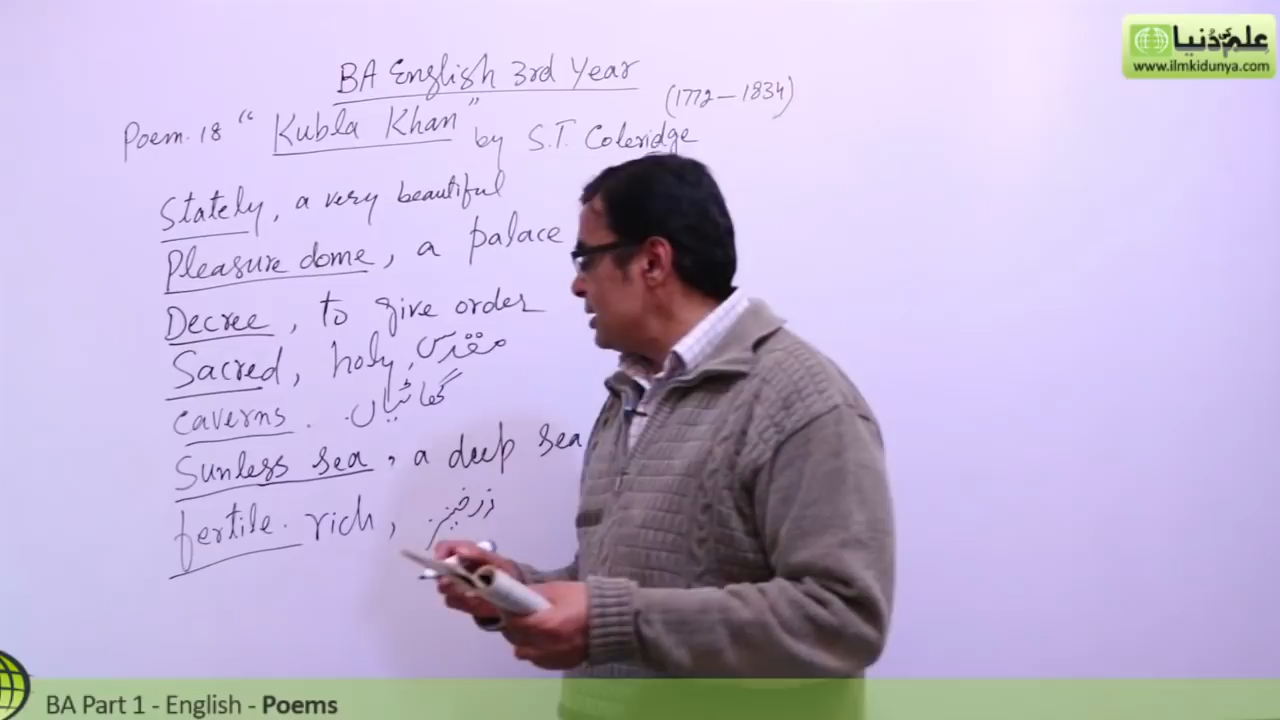 علم کی دنیا
www.ilmkidunya.com
BA English 3rd Year
(1772-1834)
Poem. 18 "Kubla Khan" by S.T. Coleridge
Stately, a very beautiful
Pleasure dome, a palace
Decree, to give order
Sacred, holy, مقدس
caverns. گھاٹیاں.
Sunless sea, a deep sea
fertile. rich, زرخیز.
BA Part 1 - English - Poems